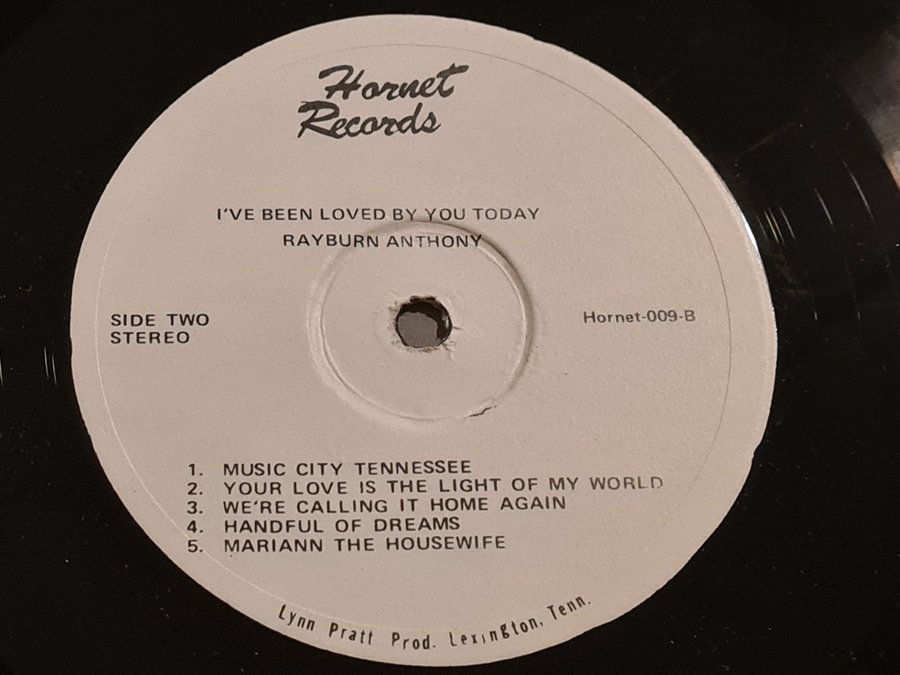 Hornet
Records
I'VE BEEN LOVED BY YOU TODAY
RAYBURN ANTHONY
SIDE TWO
STEREO
Hornet-009-B
1. MUSIC CITY TENNESSEE
2. YOUR LOVE IS THE LIGHT OF MY WORLD
3. WE'RE CALLING IT HOME AGAIN
4. HANDFUL OF DREAMS
5. MARIANN THE HOUSEWIFE
Lynn Pratt Prod. Lexington, Tenn.